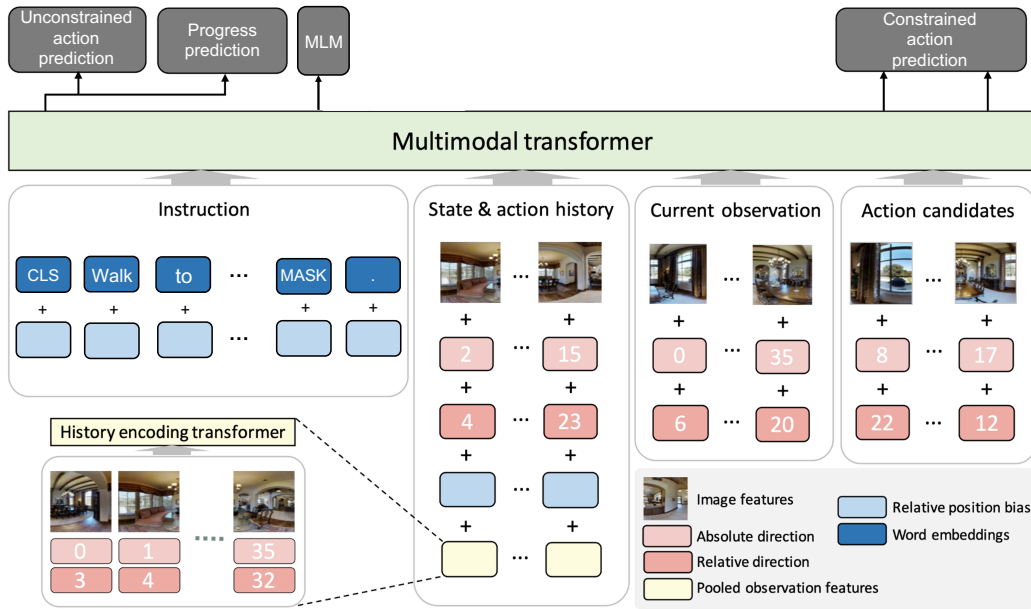 Unconstrained
action
prediction
Progress
prediction
MLM
Constrained
action
prediction
Multimodal transformer
Instruction
CLS Walk to ... MASK .
+ + + + +
...
State & action history
...
+ +
2 ... 15
+ +
4 ... 23
+ +
...
+ +
...
Current observation
...
+ +
0 ... 35
+ +
6 ... 20
Action candidates
...
+ +
8 ... 17
+ +
22 ... 12
History encoding transformer
0 1 .... 35
3 4 32
Image features
Absolute direction
Relative direction
Pooled observation features
Relative position bias
Word embeddings